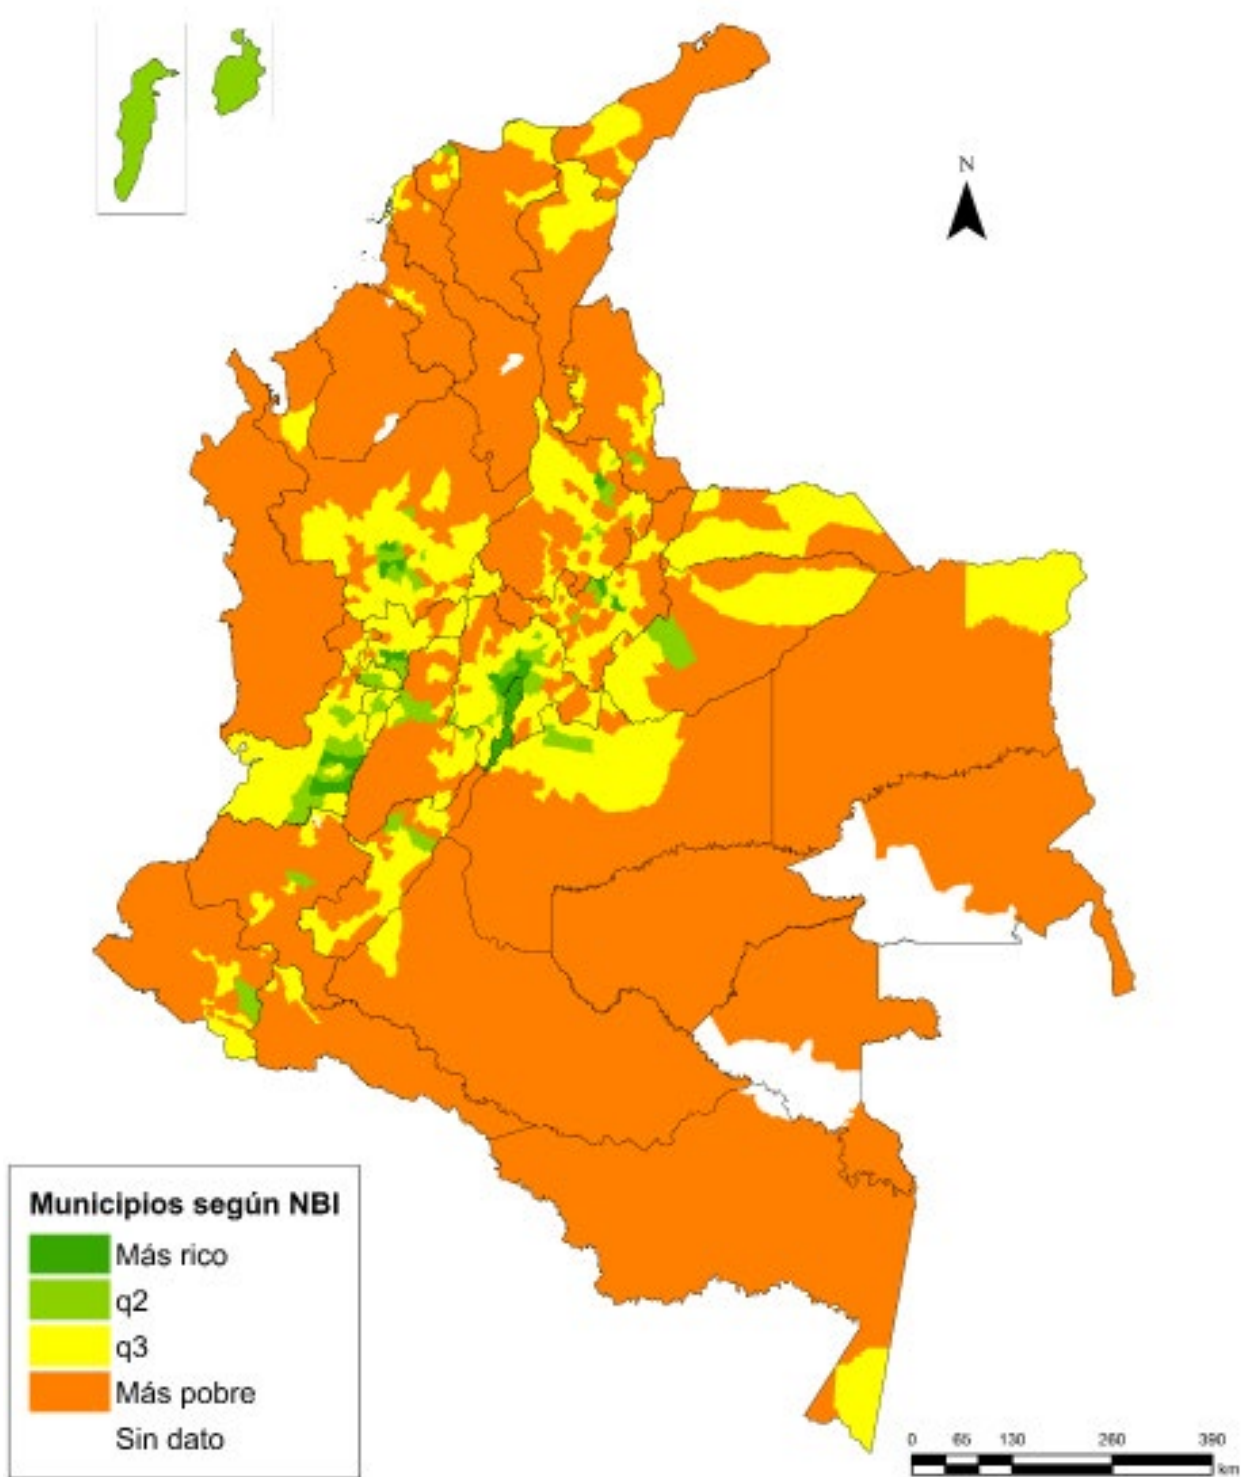 N
Municipios según NBI
Más rico
q2
q3
Más pobre
Sin dato
0 65 130 260 390
km